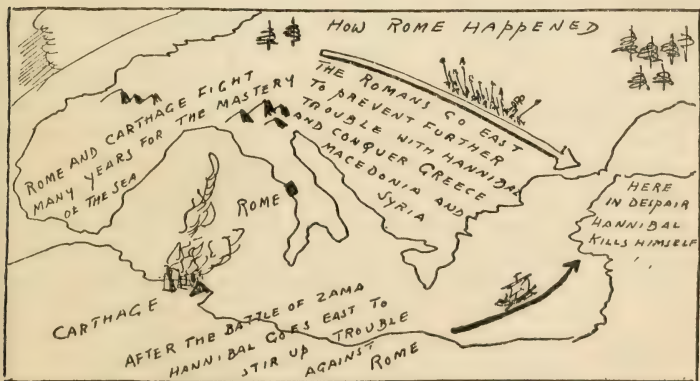 HOW ROME HAPPENED
ROME AND CARTHAGE FIGHT
MANY YEARS FOR THE MASTERY
OF THE SEA
THE ROMANS GO EAST
TO PREVENT FURTHER
TROUBLE WITH HANNIBAL
AND CONQUER GREECE
MACEDONIA AND
SYRIA
ROME
HERE
IN DESPAIR
HANNIBAL
KILLS HIMSELF
CARTHAGE
AFTER THE BATTLE OF ZAMA
HANNIBAL GOES EAST TO
STIR UP TROUBLE
AGAINST
ROME